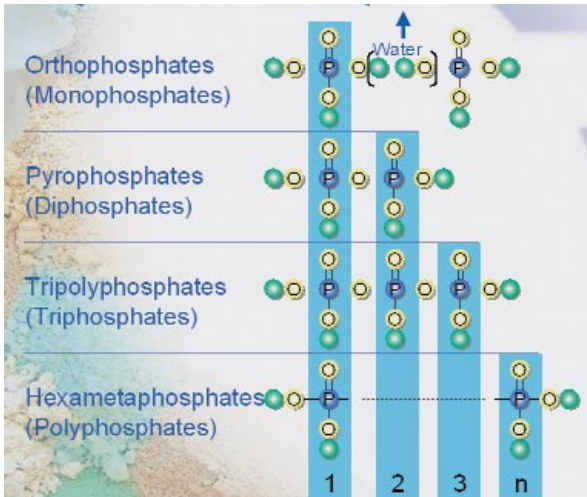 Water
Orthophosphates
(Monophosphates)
O O
O P O O P O
O O
Pyrophosphates
(Diphosphates)
O O
O P O P O
O O
Tripolyphosphates
(Triphosphates)
O O O
O P O P O P O
O O O
Hexametaphosphates
(Polyphosphates)
O O
O P P O
O O
1 2 3 n